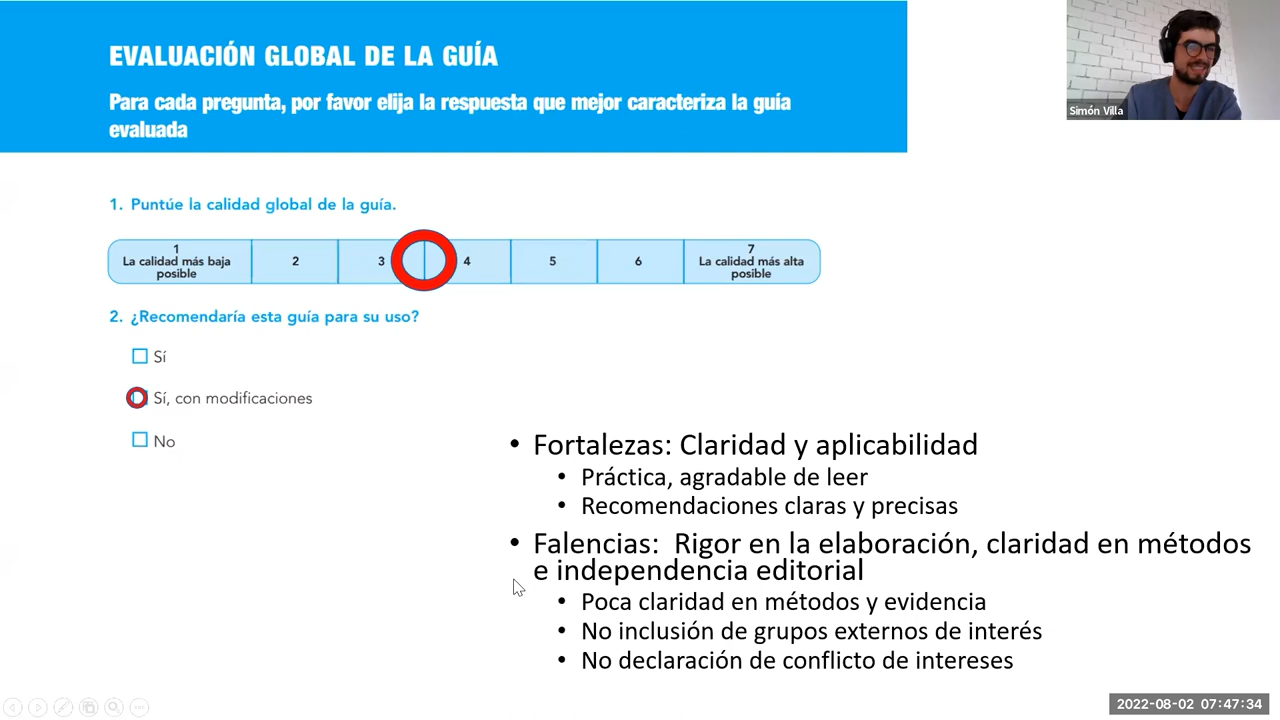 EVALUACIÓN GLOBAL DE LA GUÍA
Para cada pregunta, por favor elija la respuesta que mejor caracteriza la guía
evaluada
Simón Villa
1. Puntúe la calidad global de la guía.
1
La calidad más baja
posible
2
3
4
5
6
7
La calidad más alta
posible
2. ¿Recomendaría esta guía para su uso?
Sí
Sí, con modificaciones
No
• Fortalezas: Claridad y aplicabilidad
• Práctica, agradable de leer
• Recomendaciones claras y precisas
• Falencias: Rigor en la elaboración, claridad en métodos
e independencia editorial
• Poca claridad en métodos y evidencia
• No inclusión de grupos externos de interés
• No declaración de conflicto de intereses
2022-08-02 07:47:34